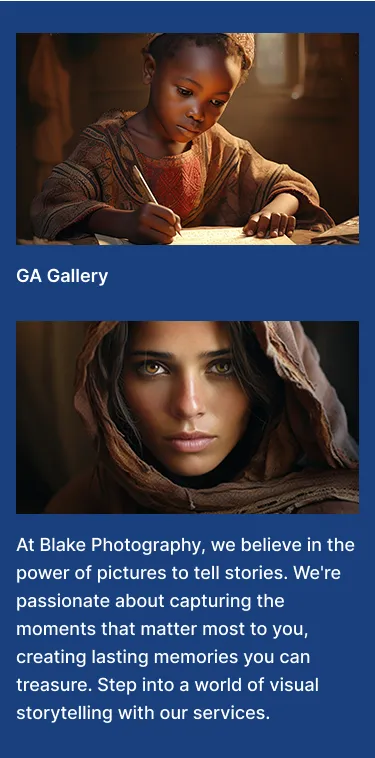 GA Gallery
At Blake Photography, we believe in the
power of pictures to tell stories. We're
passionate about capturing the
moments that matter most to you,
creating lasting memories you can
treasure. Step into a world of visual
storytelling with our services.